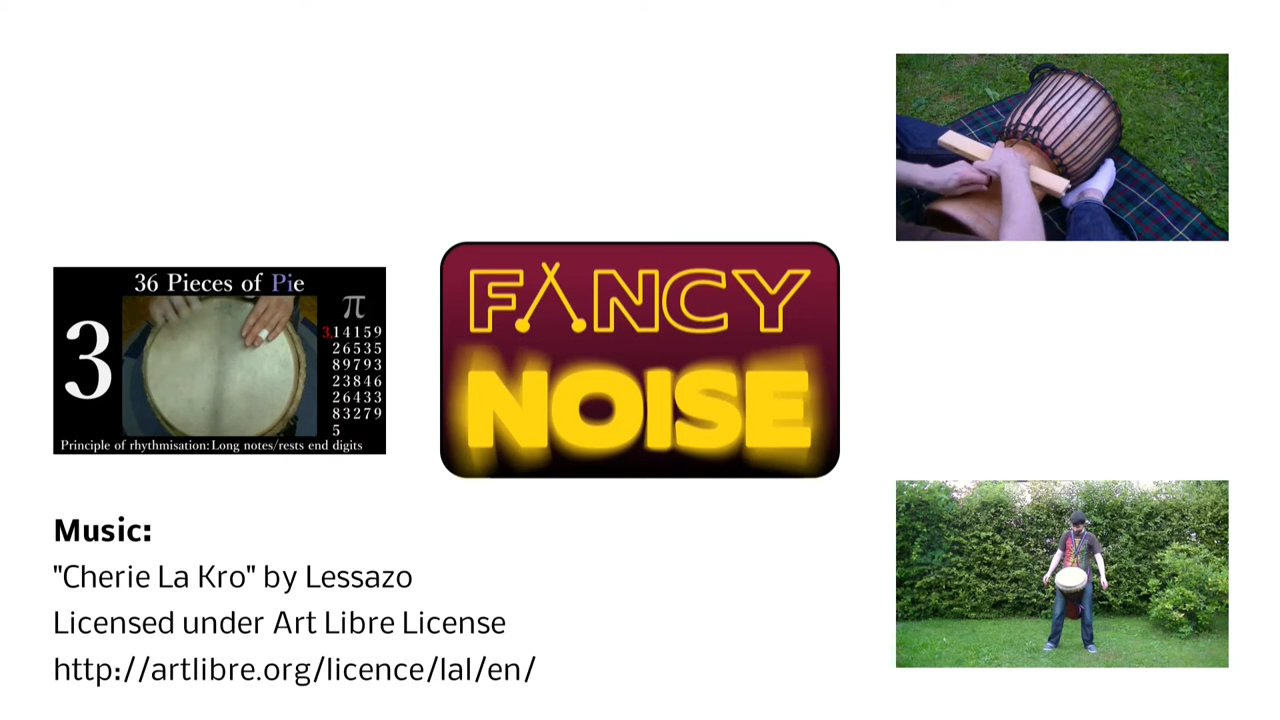 36 Pieces of Pie
3
π
3.14159
26535
89793
23846
26433
83279
5
Principle of rhythmisation: Long notes/rests end digits
FANCY
NOISE
Music:
"Cherie La Kro" by Lessazo
Licensed under Art Libre License
http://artlibre.org/licence/lal/en/